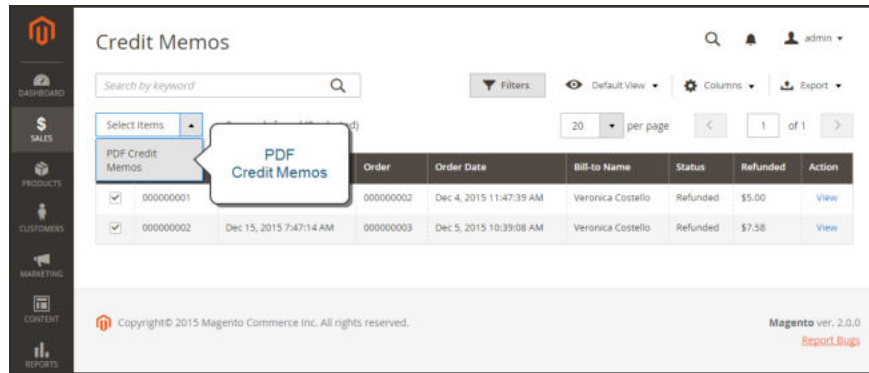 Credit Memos
admin
DASHBOARD
Search by keyword
Filters
Default View
Columns
Export
SALES
Select Items
20 per page
1 of 1
PDF Credit
Memos
PDF
Credit Memos
PRODUCTS
Order Order Date Bill-to Name Status Refunded Action
000000001 000000002 Dec 4, 2015 11:47:39 AM Veronica Costello Refunded $5.00 View
000000002 Dec 15, 2015 7:47:14 AM 000000003 Dec 5, 2015 10:39:08 AM Veronica Costello Refunded $7.58 View
CUSTOMERS
MARKETING
CONTENT
Copyright© 2015 Magento Commerce Inc. All rights reserved.
Magento ver. 2.0.0
Report Bugs
REPORTS